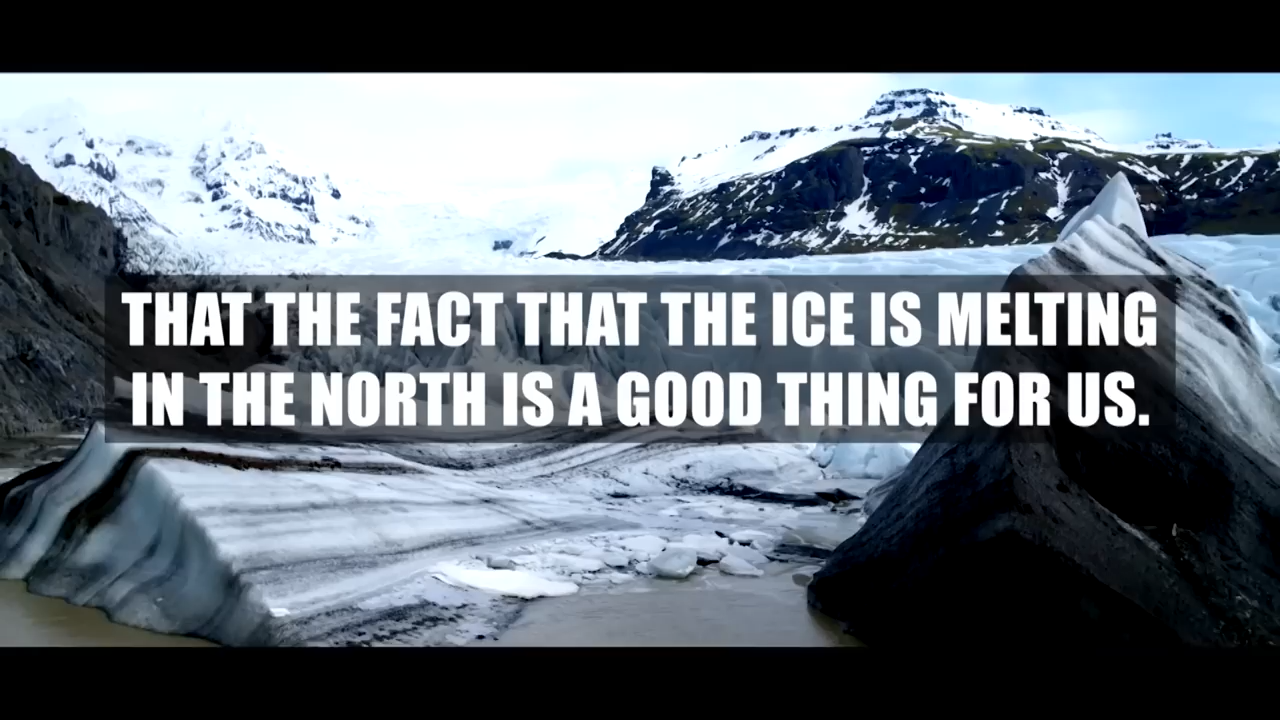 THAT THE FACT THAT THE ICE IS MELTING
IN THE NORTH IS A GOOD THING FOR US.